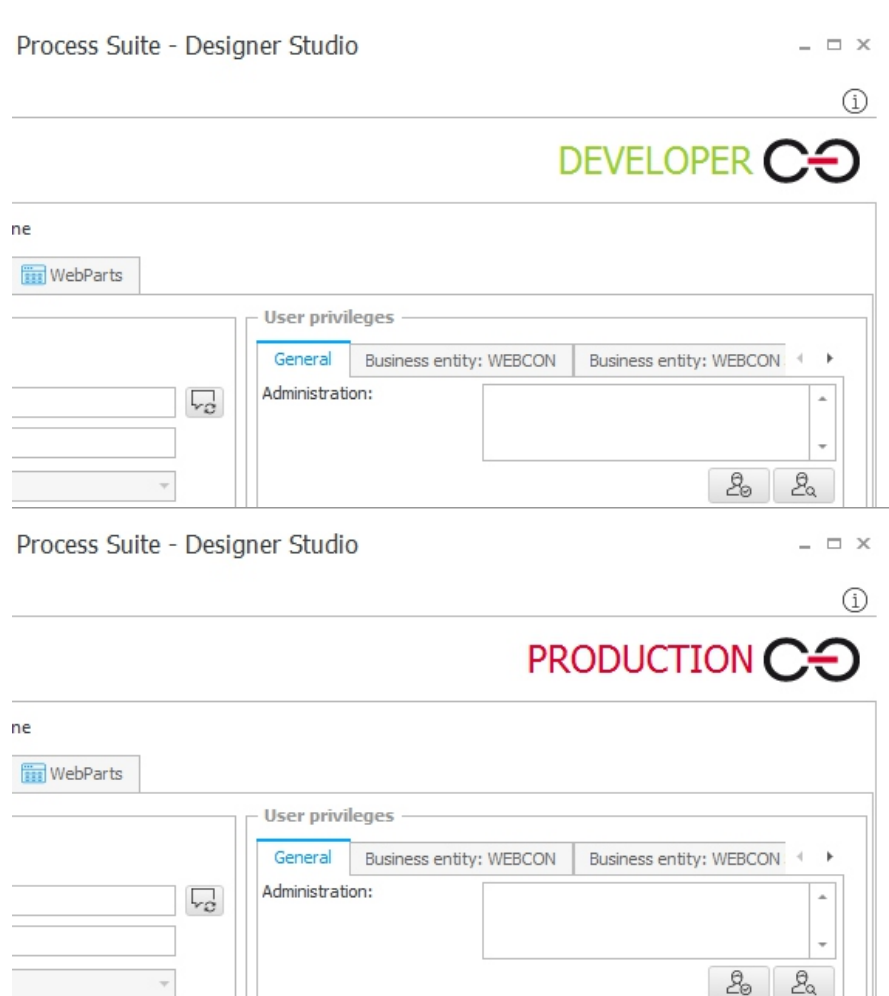 Process Suite - Designer Studio
DEVELOPER
ne
WebParts
User privileges
General Business entity: WEBCON Business entity: WEBCON
Administration:
Process Suite - Designer Studio
PRODUCTION
ne
WebParts
User privileges
General Business entity: WEBCON Business entity: WEBCON
Administration: